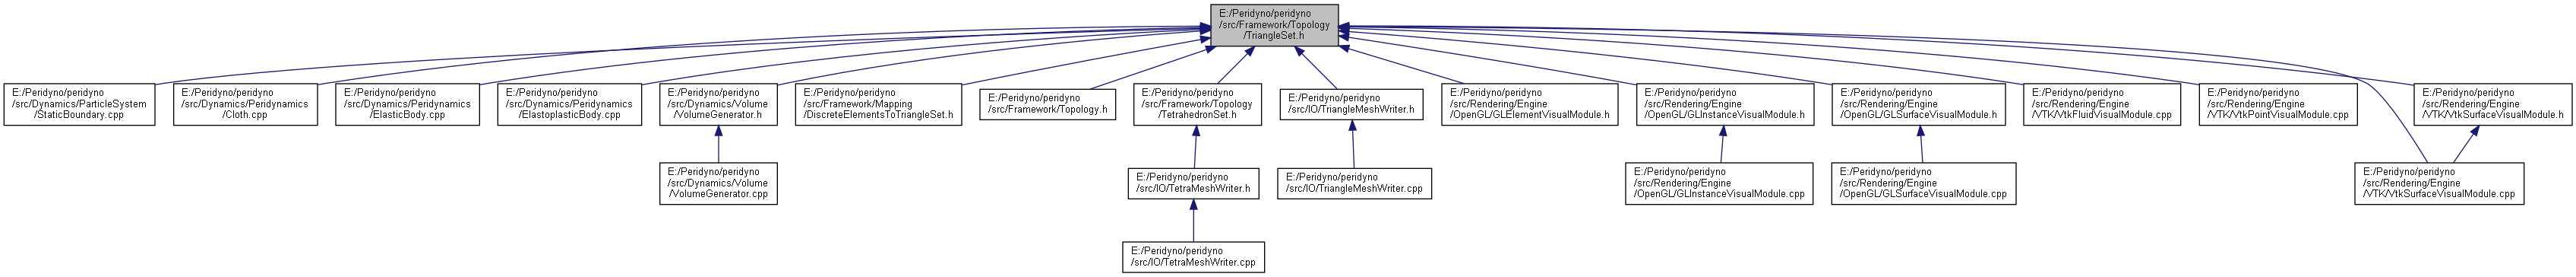 E:/Peridyno/peridyno
/src/Framework/Topology
/TriangleSet.h
E:/Peridyno/peridyno
/src/Dynamics/ParticleSystem
/StaticBoundary.cpp
E:/Peridyno/peridyno
/src/Dynamics/Peridynamics
/Cloth.cpp
E:/Peridyno/peridyno
/src/Dynamics/Peridynamics
/ElasticBody.cpp
E:/Peridyno/peridyno
/src/Dynamics/Peridynamics
/ElastoplasticBody.cpp
E:/Peridyno/peridyno
/src/Dynamics/Volume
/VolumeGenerator.h
E:/Peridyno/peridyno
/src/Framework/Mapping
/DiscreteElementsToTriangleSet.h
E:/Peridyno/peridyno
/src/Framework/Topology.h
E:/Peridyno/peridyno
/src/Framework/Topology
/TetrahedronSet.h
E:/Peridyno/peridyno
/src/IO/TriangleMeshWriter.h
E:/Peridyno/peridyno
/src/Rendering/Engine
/OpenGL/GLElementVisualModule.h
E:/Peridyno/peridyno
/src/Rendering/Engine
/OpenGL/GLInstanceVisualModule.h
E:/Peridyno/peridyno
/src/Rendering/Engine
/OpenGL/GLSurfaceVisualModule.h
E:/Peridyno/peridyno
/src/Rendering/Engine
/VTK/VtkFluidVisualModule.cpp
E:/Peridyno/peridyno
/src/Rendering/Engine
/VTK/VtkPointVisualModule.cpp
E:/Peridyno/peridyno
/src/Rendering/Engine
/VTK/VtkSurfaceVisualModule.h
E:/Peridyno/peridyno
/src/Dynamics/Volume
/VolumeGenerator.cpp
E:/Peridyno/peridyno
/src/IO/TetraMeshWriter.h
E:/Peridyno/peridyno
/src/IO/TriangleMeshWriter.cpp
E:/Peridyno/peridyno
/src/Rendering/Engine
/OpenGL/GLInstanceVisualModule.cpp
E:/Peridyno/peridyno
/src/Rendering/Engine
/OpenGL/GLSurfaceVisualModule.cpp
E:/Peridyno/peridyno
/src/Rendering/Engine
/VTK/VtkSurfaceVisualModule.cpp
E:/Peridyno/peridyno
/src/IO/TetraMeshWriter.cpp